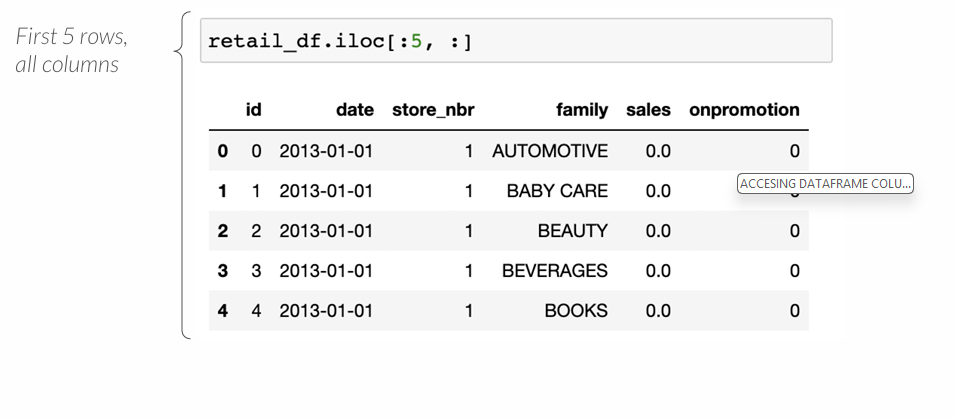 First 5 rows,
all columns
retail_df.iloc[:5, :]
id date store_nbr family sales onpromotion
0 0 2013-01-01 1 AUTOMOTIVE 0.0 0
ACCESING DATAFRAME COLU...
1 1 2013-01-01 1 BABY CARE 0.0
2 2 2013-01-01 1 BEAUTY 0.0 0
3 3 2013-01-01 1 BEVERAGES 0.0 0
4 4 2013-01-01 1 BOOKS 0.0 0